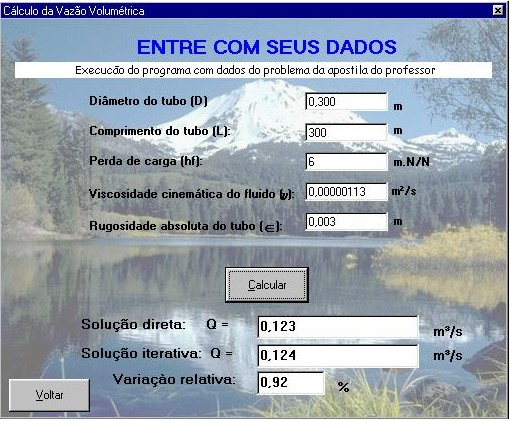 Cálculo da Vazão Volumétrica
ENTRE COM SEUS DADOS
Execucão do programa com dados do problema da apostila do professor
Diâmetro do tubo (D) 0,300 m
Comprimento do tubo (L): 300 m
Perda de carga (hf): 6 m.N/N
Viscosidade cinemática do fluido (ν): 0,00000113 m²/s
Rugosidade absoluta do tubo (∈): 0,003 m
Calcular
Solução direta: Q = 0,123 m³/s
Solução iterativa: Q = 0,124 m³/s
Variaçào relativa: 0,92 %
Voltar